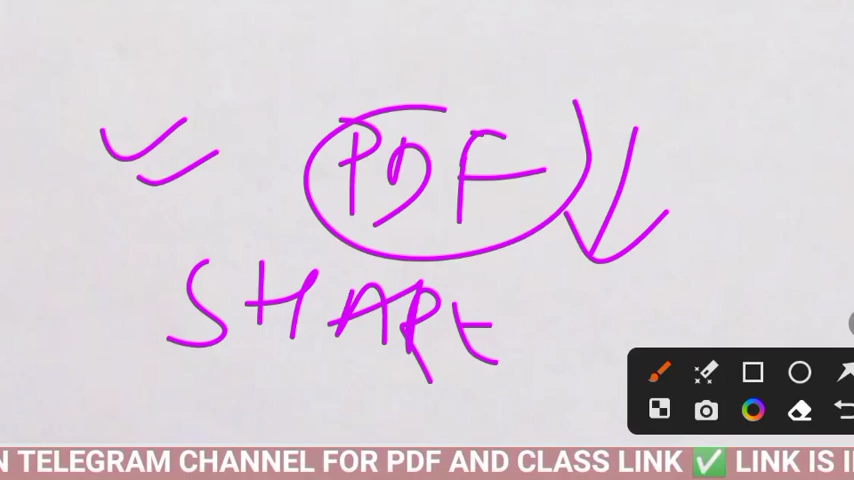 PDF
SHARE
N TELEGRAM CHANNEL FOR PDF AND CLASS LINK ✅ LINK IS I